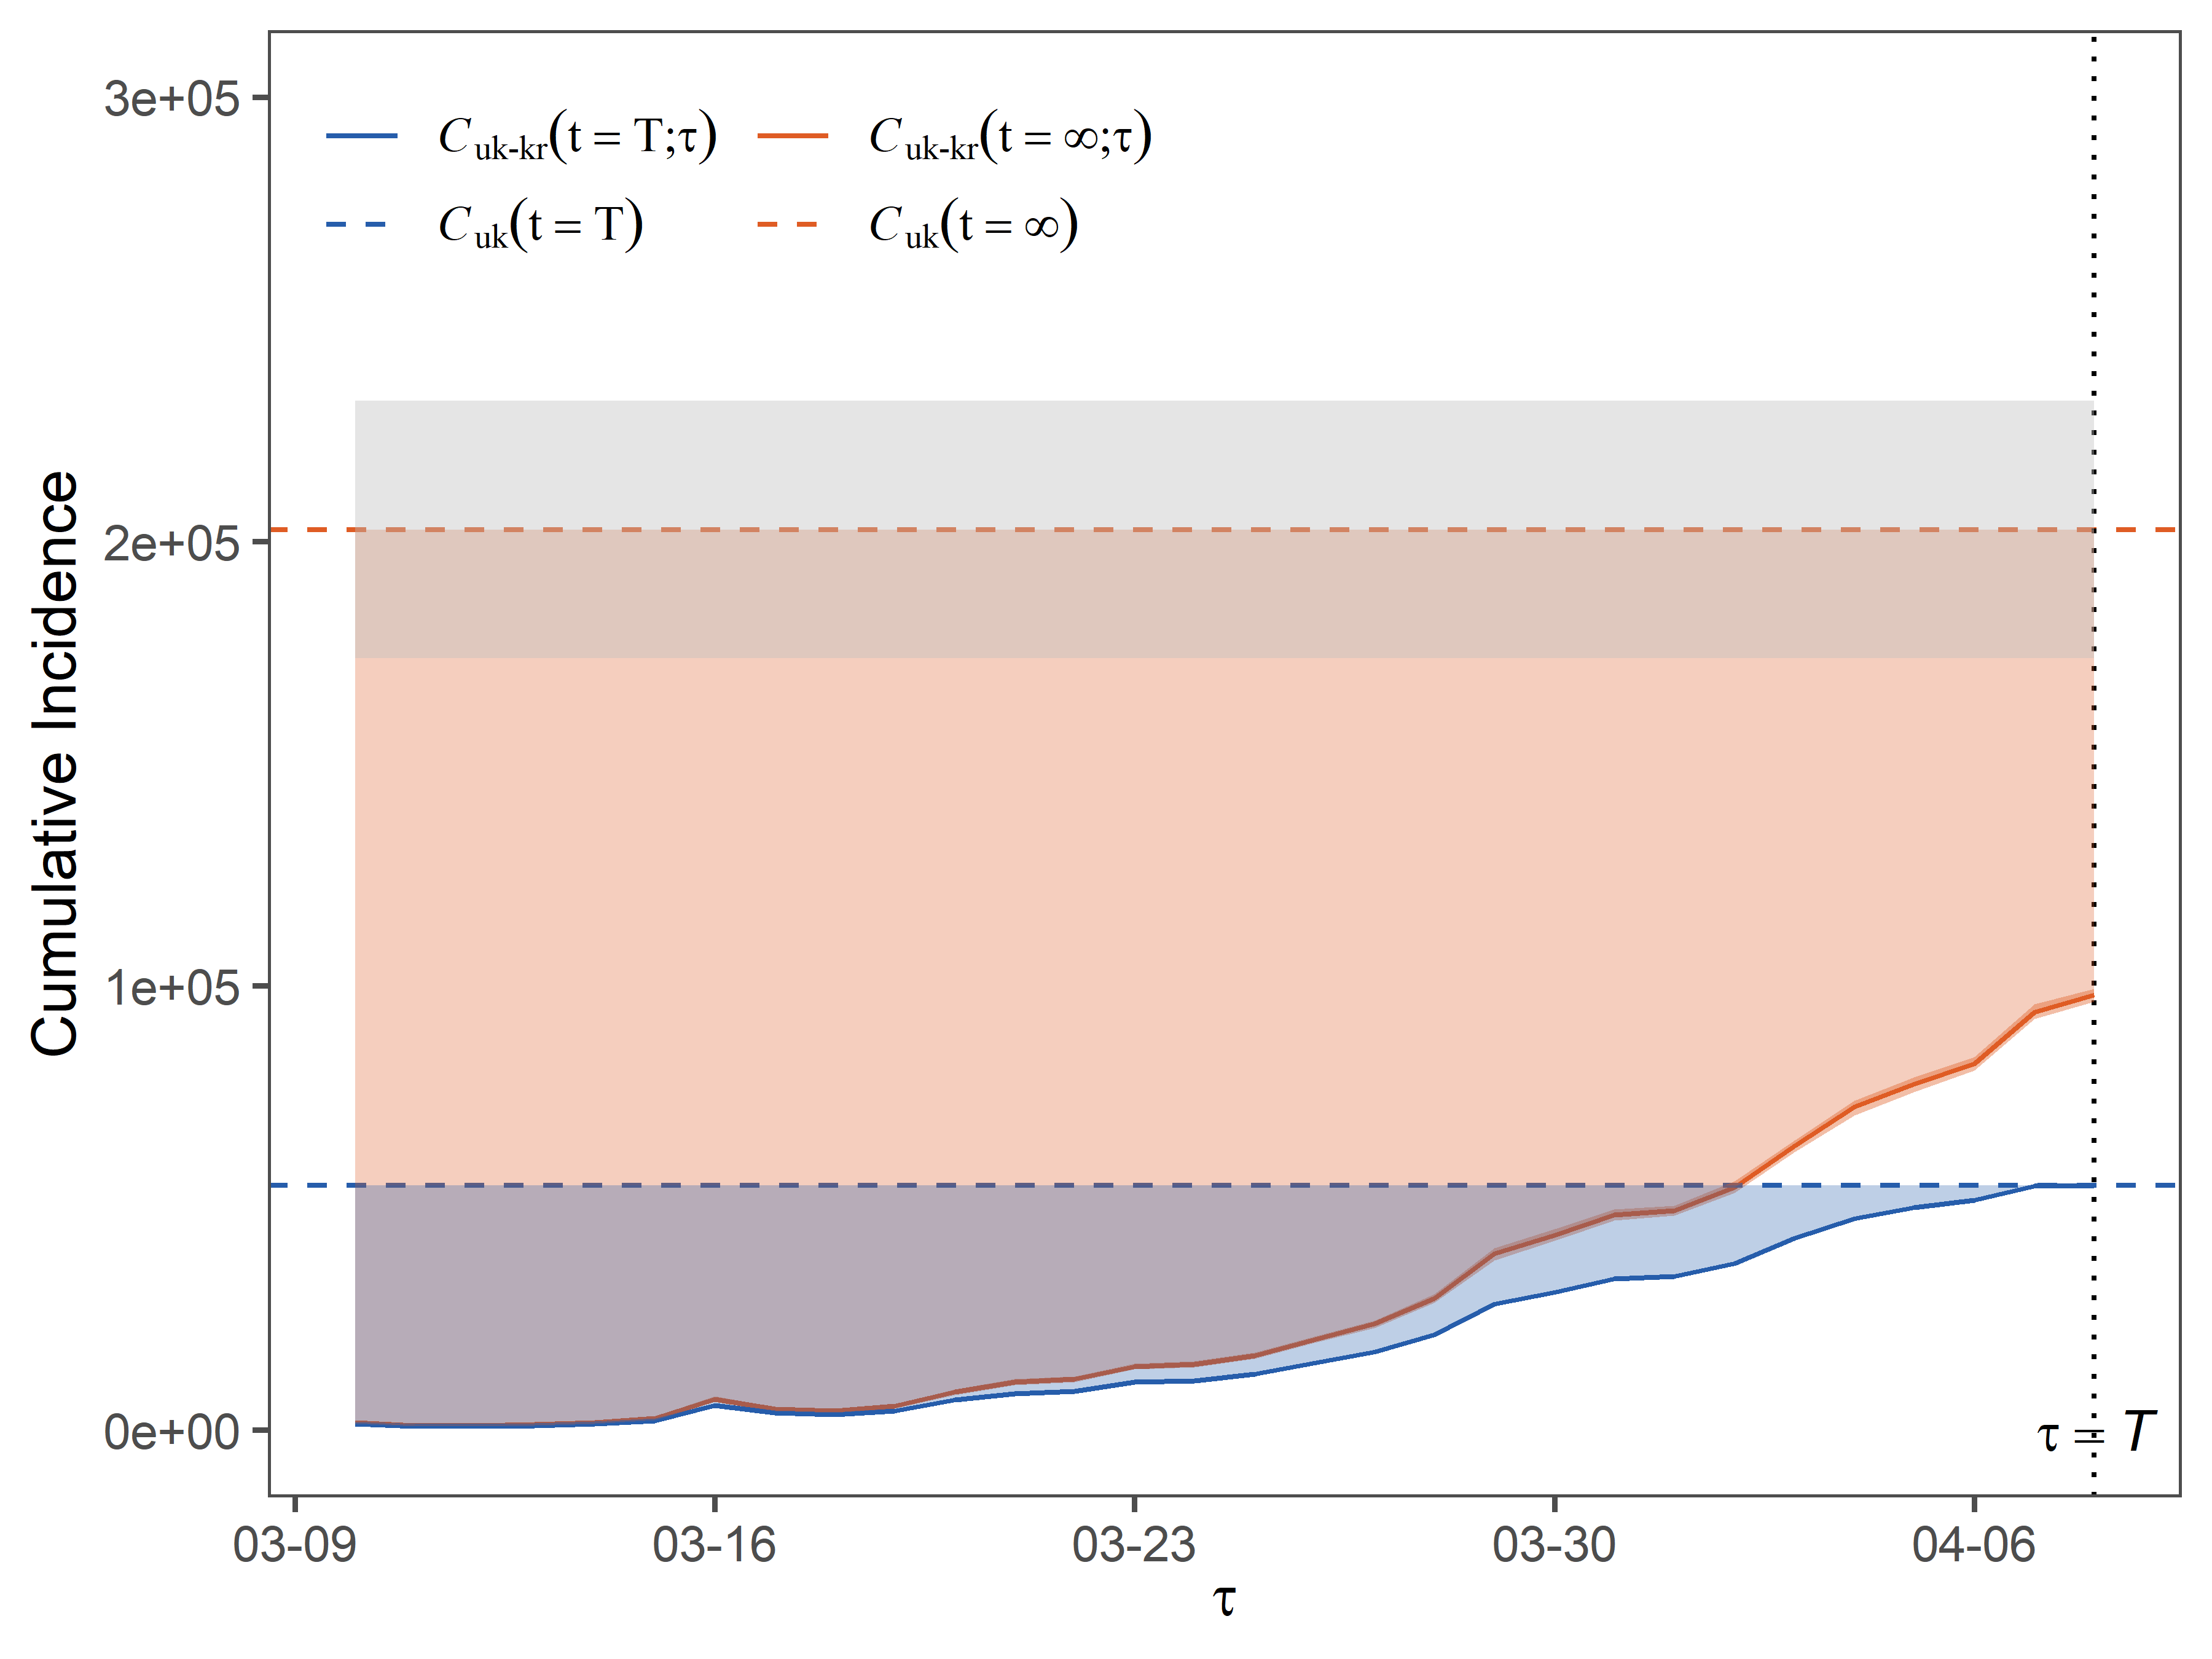 3e+05
2e+05
1e+05
0e+00
Cumulative Incidence
C uk-kr(t = T;τ)
C uk-kr(t = ∞;τ)
C uk(t = T)
C uk(t = ∞)
τ = T
03-09
03-16
03-23
03-30
04-06
τ